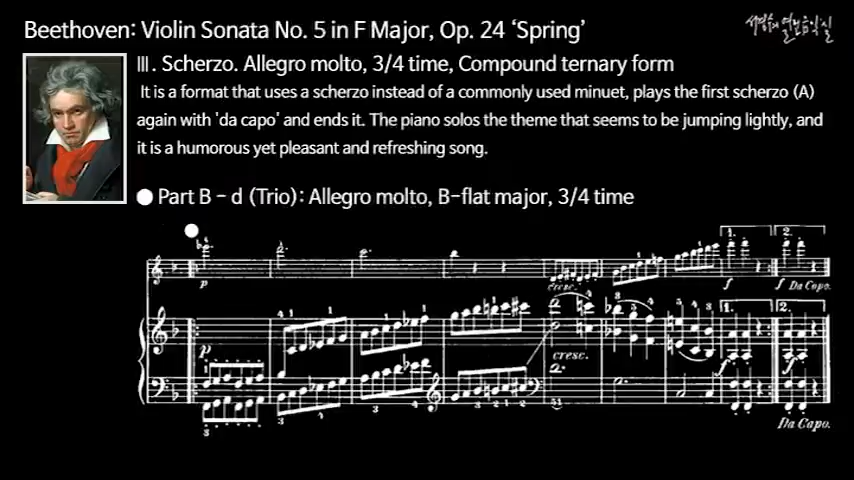 Beethoven: Violin Sonata No. 5 in F Major, Op. 24 ‘Spring’
Ⅲ. Scherzo. Allegro molto, 3/4 time, Compound ternary form
It is a format that uses a scherzo instead of a commonly used minuet, plays the first scherzo (A)
again with 'da capo' and ends it. The piano solos the theme that seems to be jumping lightly, and
it is a humorous yet pleasant and refreshing song.
Part B - d (Trio): Allegro molto, B-flat major, 3/4 time
1. 2.
p cresc. f f Da Capo.
1. 2.
p cresc. f f
Da Capo.